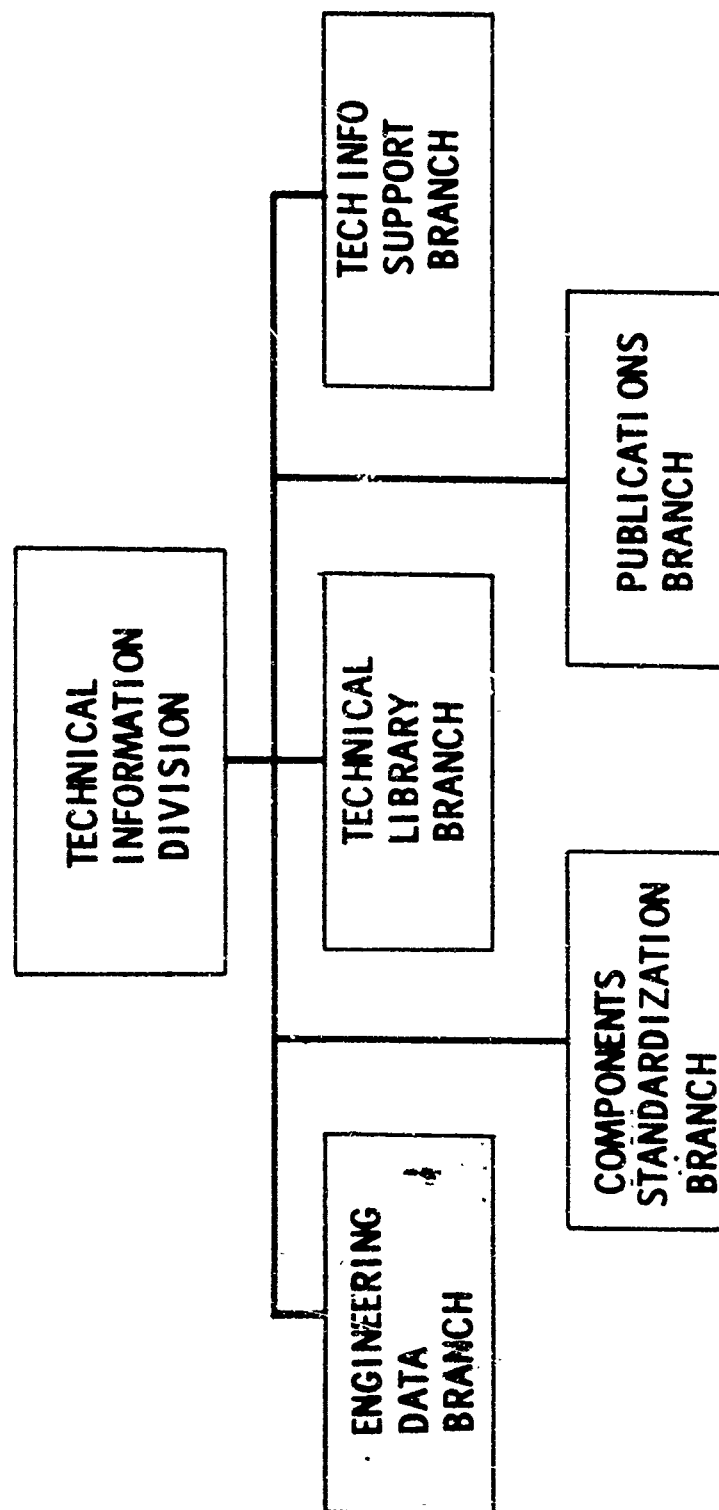 TECHNICAL
INFORMATION
DIVISION
ENGINEERING
DATA
BRANCH
TECHNICAL
LIBRARY
BRANCH
TECH INFO
SUPPORT
BRANCH
COMPONENTS
STANDARDIZATION
BRANCH
PUBLICATIONS
BRANCH